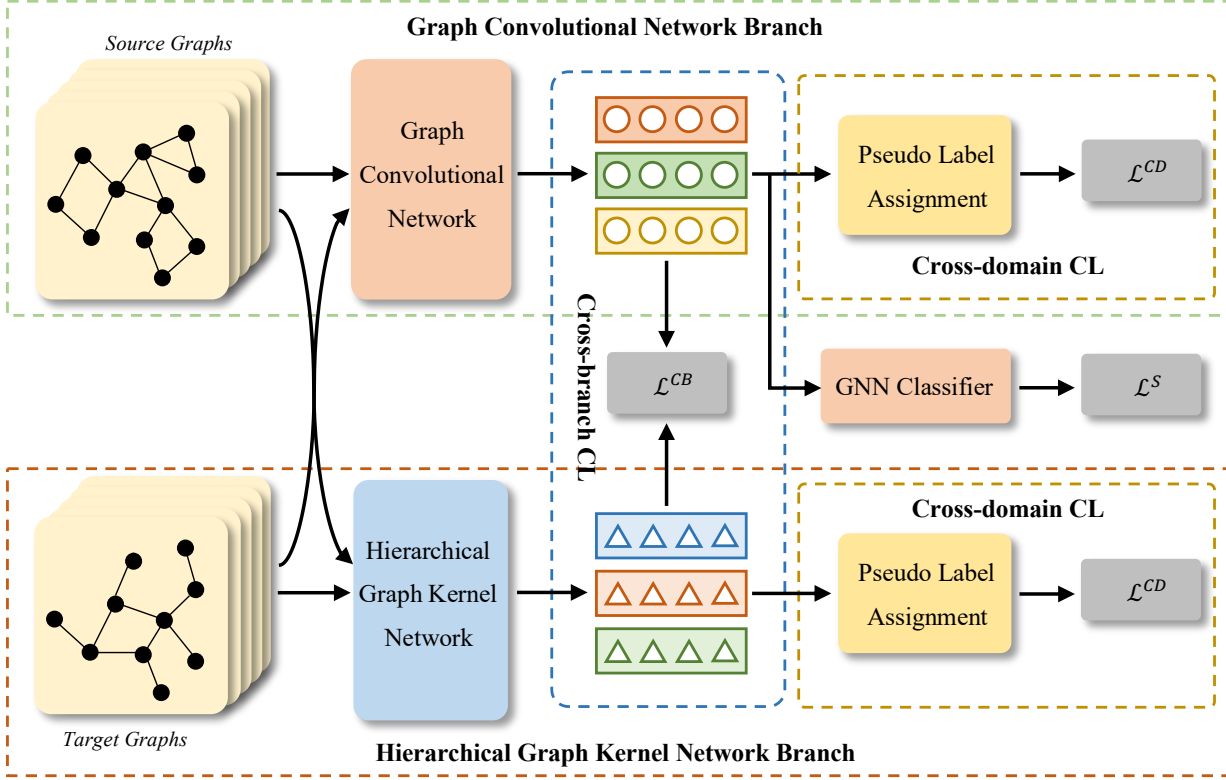 Graph Convolutional Network Branch
Source Graphs
Graph
Convolutional
Network
Pseudo Label
Assignment
ℒ^{CD}
Cross-domain CL
Cross-branch CL
ℒ^{CB}
GNN Classifier
ℒ^{S}
Cross-domain CL
Hierarchical
Graph Kernel
Network
Pseudo Label
Assignment
ℒ^{CD}
Target Graphs
Hierarchical Graph Kernel Network Branch